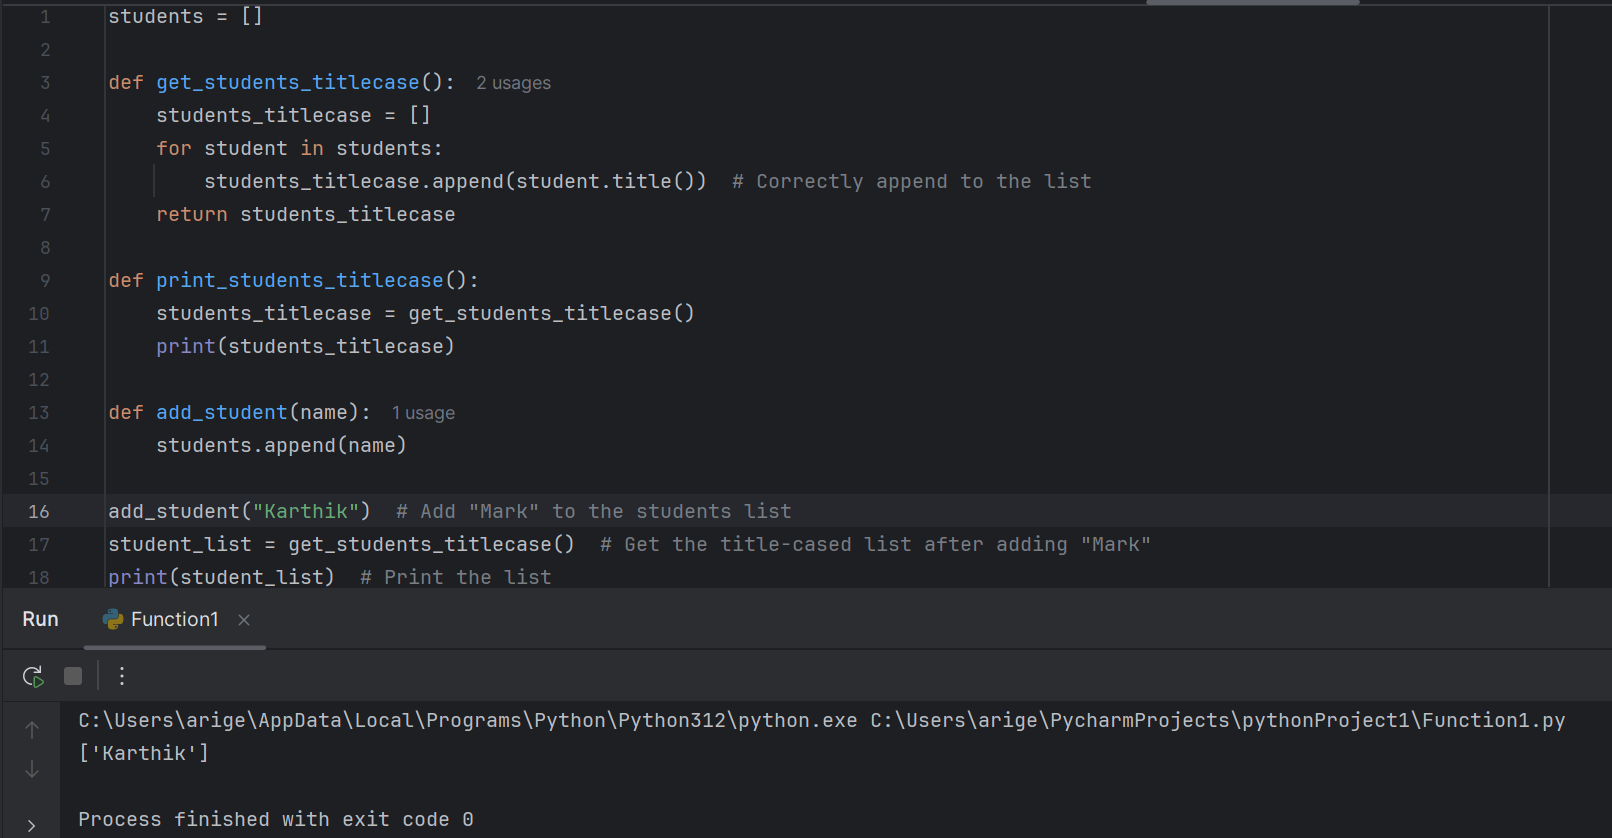 1 students = []
2
3 def get_students_titlecase(): 2 usages
4     students_titlecase = []
5     for student in students:
6         students_titlecase.append(student.title())  # Correctly append to the list
7     return students_titlecase
8
9 def print_students_titlecase():
10     students_titlecase = get_students_titlecase()
11     print(students_titlecase)
12
13 def add_student(name): 1 usage
14     students.append(name)
15
16 add_student("Karthik")  # Add "Mark" to the students list
17 student_list = get_students_titlecase()  # Get the title-cased list after adding "Mark"
18 print(student_list)  # Print the list
Run Function1
C:\Users\arige\AppData\Local\Programs\Python\Python312\python.exe C:\Users\arige\PycharmProjects\pythonProject1\Function1.py
['Karthik']
Process finished with exit code 0